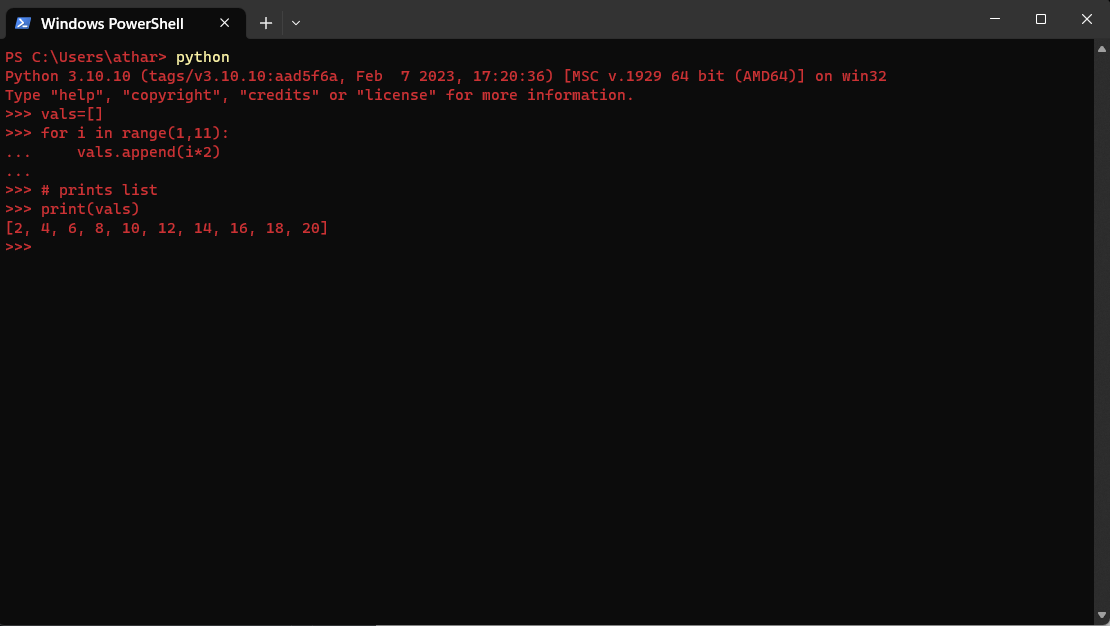 Windows PowerShell
PS C:\Users\athar> python
Python 3.10.10 (tags/v3.10.10:aad5f6a, Feb  7 2023, 17:20:36) [MSC v.1929 64 bit (AMD64)] on win32
Type "help", "copyright", "credits" or "license" for more information.
>>> vals=[]
>>> for i in range(1,11):
...     vals.append(i*2)
...
>>> # prints list
>>> print(vals)
[2, 4, 6, 8, 10, 12, 14, 16, 18, 20]
>>>